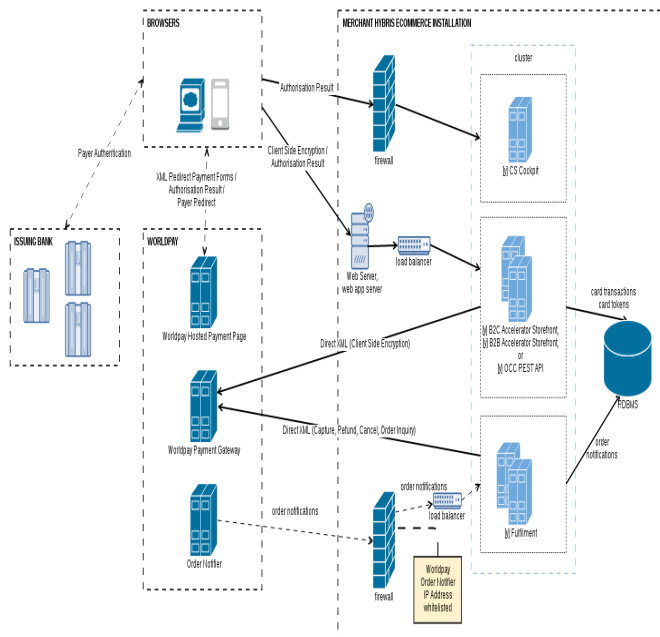 BROWSERS
MERCHANT HYBRIS ECOMMERCE INSTALLATION
cluster
Authorisation Result
firewall
[y] CS Cockpit
Payer Authentication
Client Side Encryption /
Authorisation Result
XML Redirect Payment Forms /
Authorisation Result /
Payer Redirect
ISSUING BANK
WORLDPAY
Web Server,
web app server
load balancer
card transactions
card tokens
Worldpay Hosted Payment Page
Direct XML (Client Side Encryption)
[y] B2C Accelerator Storefront,
[y] B2B Accelerator Storefront,
or
[y] OCC REST API
RDBMS
Direct XML (Capture, Refund, Cancel, Order Inquiry)
Worldpay Payment Gateway
order
notifications
order notifications
order notifications
load balancer
[y] Fulfilment
Order Notifier
firewall
Worldpay
Order Notifier
IP Address
whitelisted